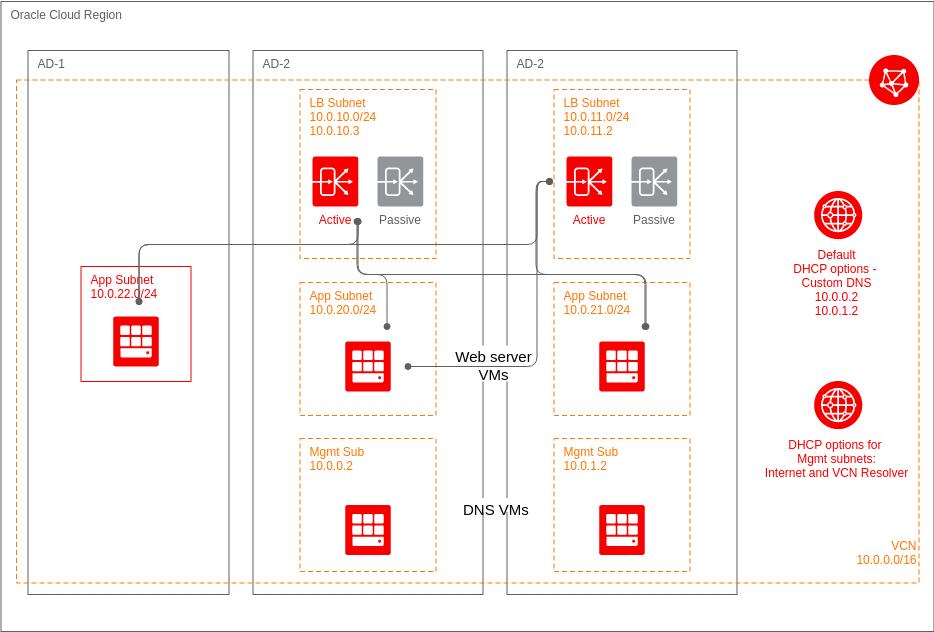 Oracle Cloud Region
AD-1
AD-2
AD-2
LB Subnet
10.0.10.0/24
10.0.10.3
Active
Passive
LB Subnet
10.0.11.0/24
10.0.11.2
Active
Passive
App Subnet
10.0.22.0/24
App Subnet
10.0.20.0/24
App Subnet
10.0.21.0/24
Web server
VMs
Mgmt Sub
10.0.0.2
Mgmt Sub
10.0.1.2
DNS VMs
Default
DHCP options -
Custom DNS
10.0.0.2
10.0.1.2
DHCP options for
Mgmt subnets:
Internet and VCN Resolver
VCN
10.0.0.0/16